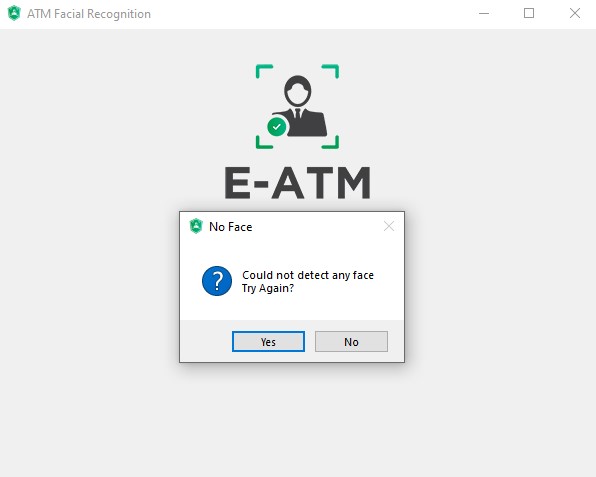 ATM Facial Recognition
E-ATM
No Face
?
Could not detect any face
Try Again?
Yes
No